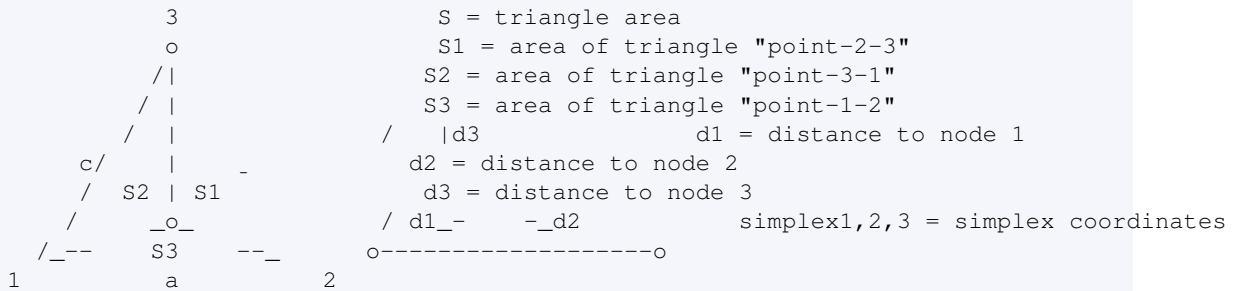 3 S = triangle area
o S1 = area of triangle "point-2-3"
/| S2 = area of triangle "point-3-1"
/ | S3 = area of triangle "point-1-2"
/ | / |d3 d1 = distance to node 1
c/ | - d2 = distance to node 2
/ S2 | S1 d3 = distance to node 3
/ _o_ / d1_- -_d2 simplex1,2,3 = simplex coordinates
/_-- S3 --_ o------------------o
1 a 2